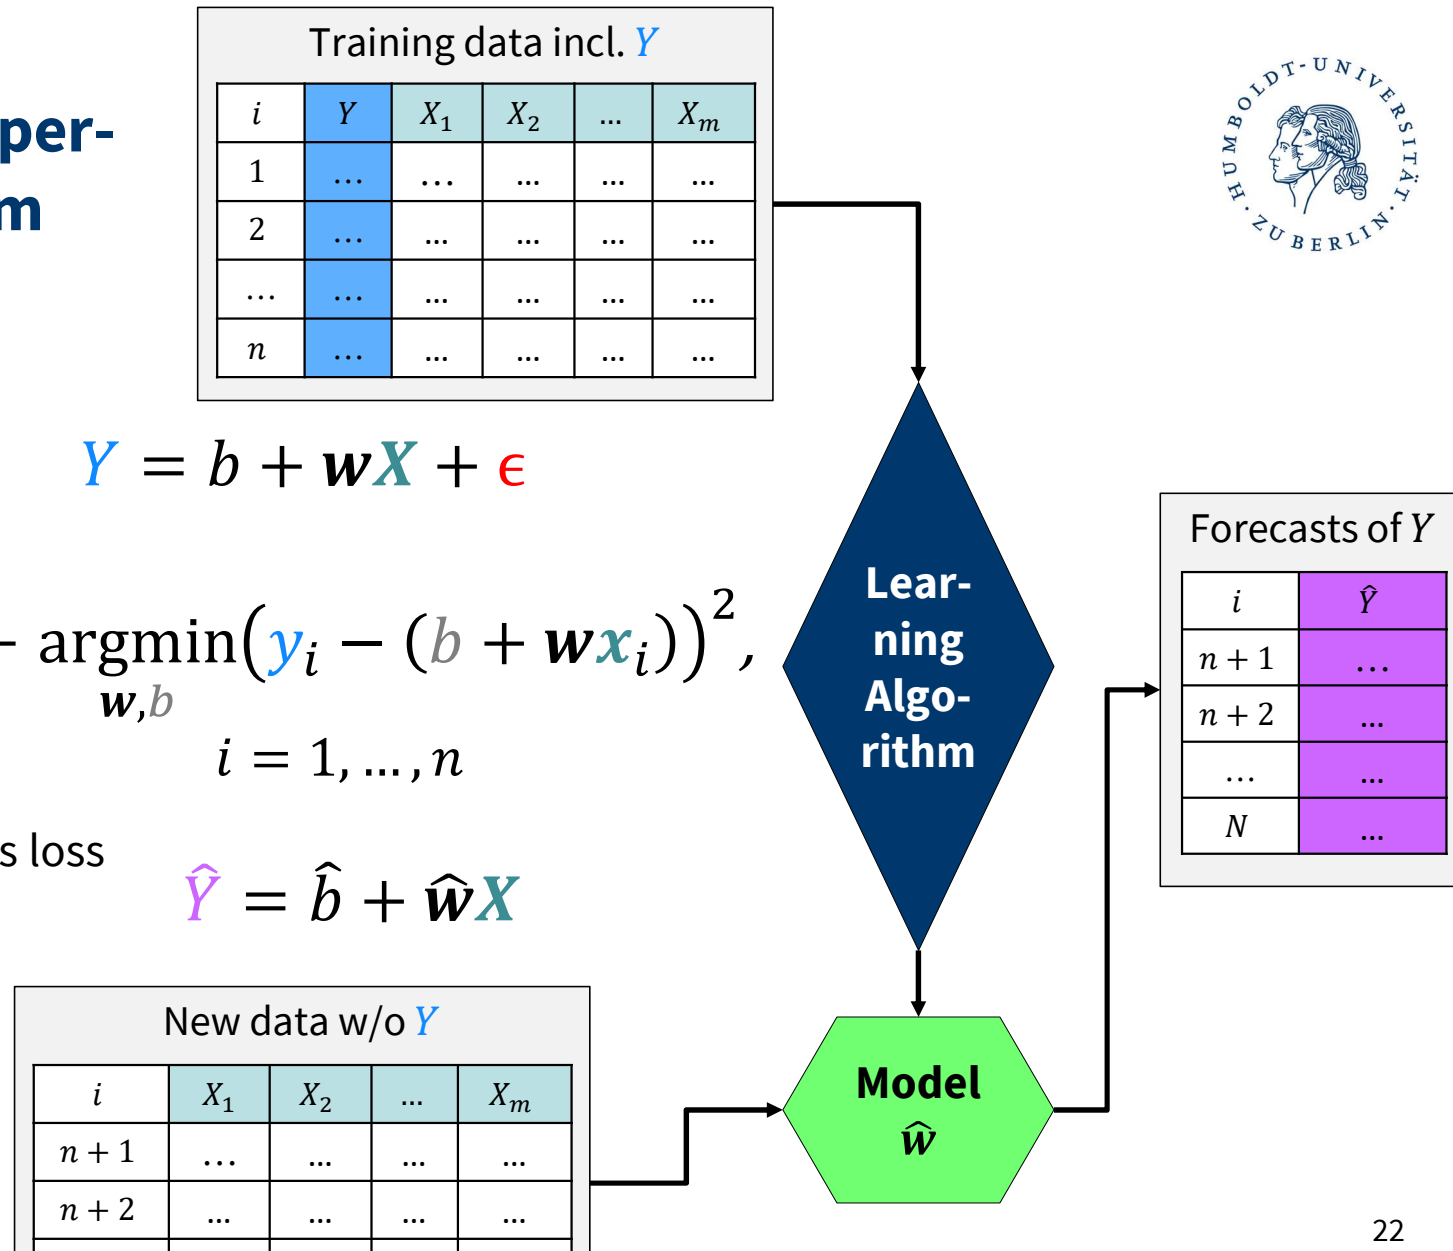 per-
m
Training data incl. Y
i Y X₁ X₂ … Xₘ
1 … … … … …
2 … … … … …
… … … … … …
n … … … … …
HUMBOLDT-UNIVERSITÄT · ZU BERLIN ·
Y = b + wX + ϵ
argmin(yᵢ − (b + wxᵢ))²,
w,b
i = 1, … , n
s loss
Ŷ = b̂ + ŵX
Lear-
ning
Algo-
rithm
Forecasts of Y
i Ŷ
n + 1 …
n + 2 …
… …
N …
New data w/o Y
i X₁ X₂ … Xₘ
n + 1 … … … …
n + 2 … … … …
Model
ŵ
22